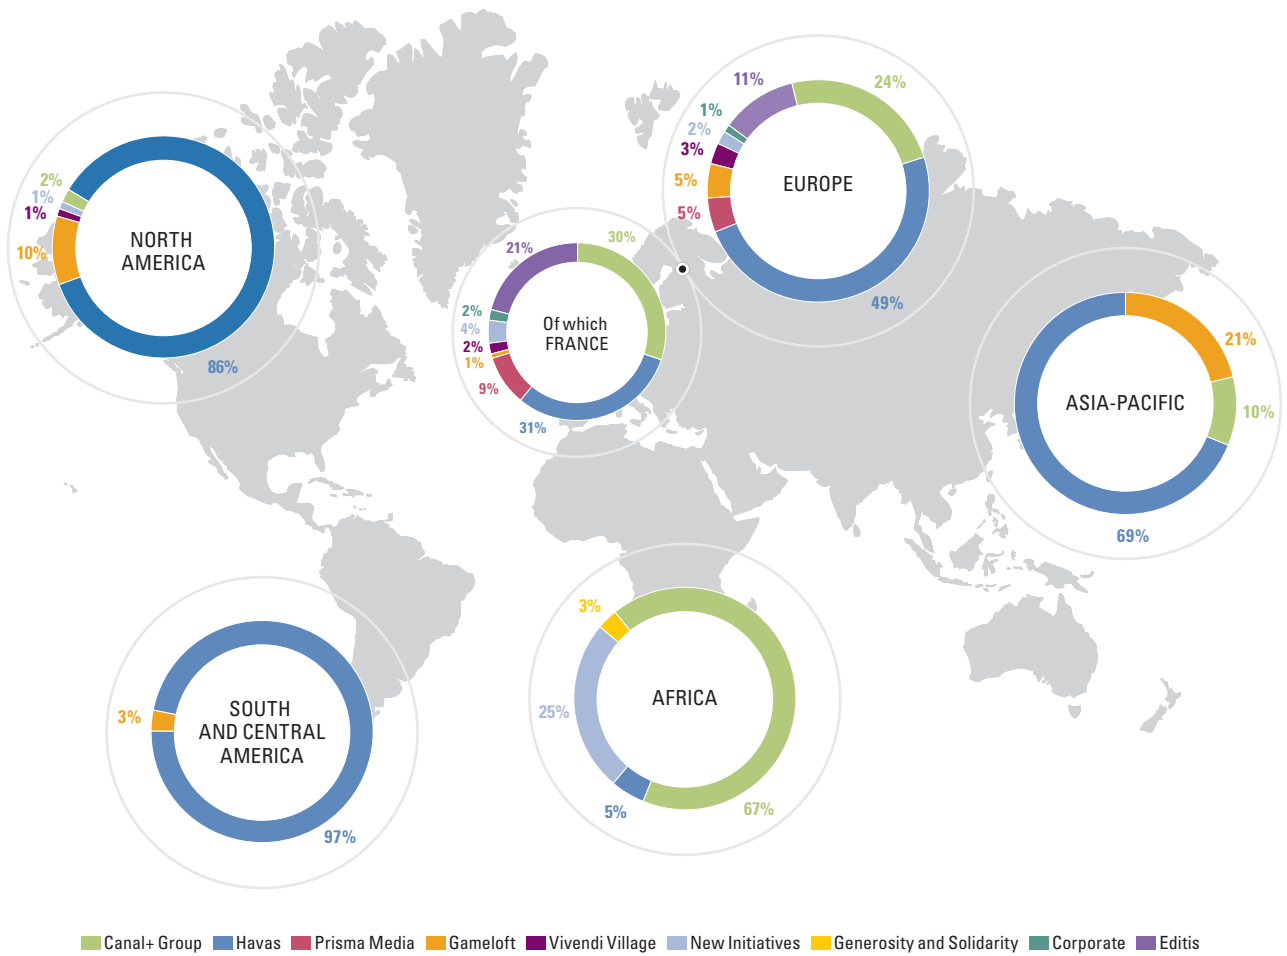 NORTH
AMERICA
2%
1%
1%
10%
86%
Of which
FRANCE
30%
21%
2%
4%
2%
1%
9%
31%
EUROPE
11%
24%
1%
2%
3%
5%
5%
49%
ASIA-PACIFIC
21%
10%
69%
SOUTH
AND CENTRAL
AMERICA
3%
97%
AFRICA
3%
25%
5%
67%
Canal+ Group Havas Prisma Media Gameloft Vivendi Village New Initiatives Generosity and Solidarity Corporate Editis